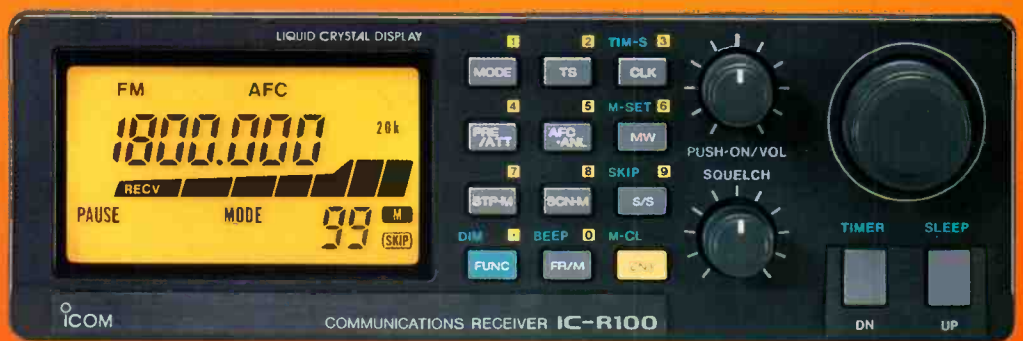 LIQUID CRYSTAL DISPLAY
FM AFC
1800.000 20k
RECV
PAUSE MODE 99 M
SKIP
1 2 TIM-S 3
MODE TS CLK
4 5 M-SET 6
PRE/ATT AFC•ANL MW
7 8 SKIP 9
STP-M SCN-M S/S
DIM • BEEP 0 M-CL
FUNC FR/M ENT
PUSH-ON/VOL
SQUELCH
TIMER SLEEP
DN UP
ICOM COMMUNICATIONS RECEIVER IC-R100